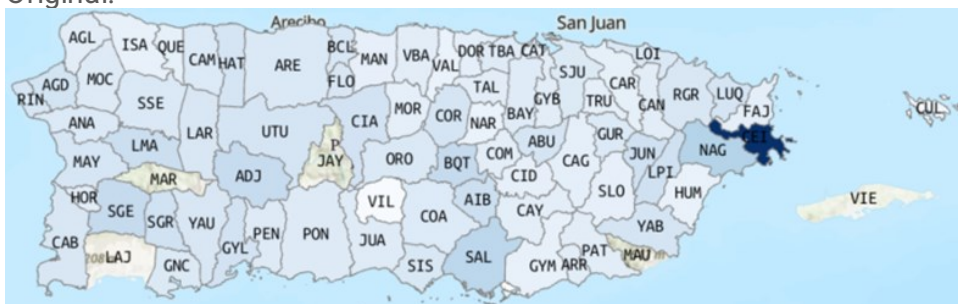 Original:
Arecibo San Juan
AGL ISA QUE CAM HAT ARE BCL MAN VBA VAL DOR TBA CAT LOI
AGD MOC FLO TAL SJU CAR RGR LUQ FAJ CUL
RIN SSE MOR COR NAR BAY GYB TRU CAN CEI
ANA LAR UTU CIA ABU GUR NAG
LMA P COM JUN
MAY MAR ADJ JAY ORO BQT CID CAG LPI
HOR SGE SGR YAU VIL AIB SLO HUM VIE
CAB GYL PEN PON JUA COA CAY YAB
LAJ GNC SIS SAL GYM ARR PAT MAU